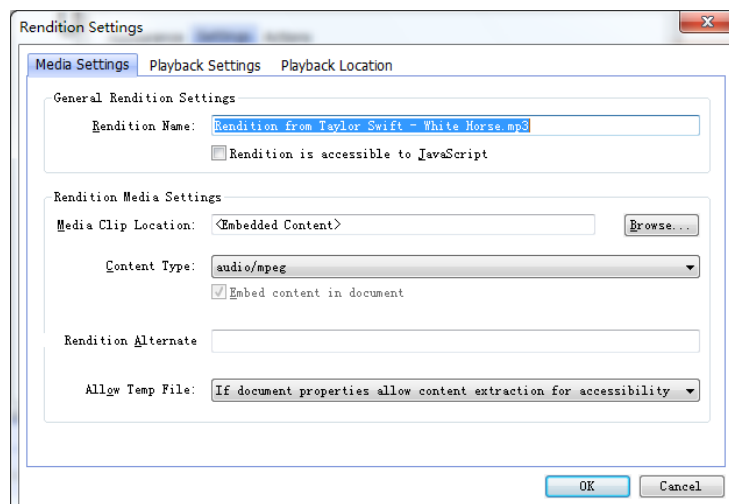 Rendition Settings
Settings Actions
Media Settings Playback Settings Playback Location
General Rendition Settings
Rendition Name: Rendition from Taylor Swift - White Horse.mp3
Rendition is accessible to JavaScript
Rendition Media Settings
Media Clip Location: <Embedded Content> Browse...
Content Type: audio/mpeg
Embed content in document
Rendition Alternate
Allow Temp File: If document properties allow content extraction for accessibility
OK Cancel